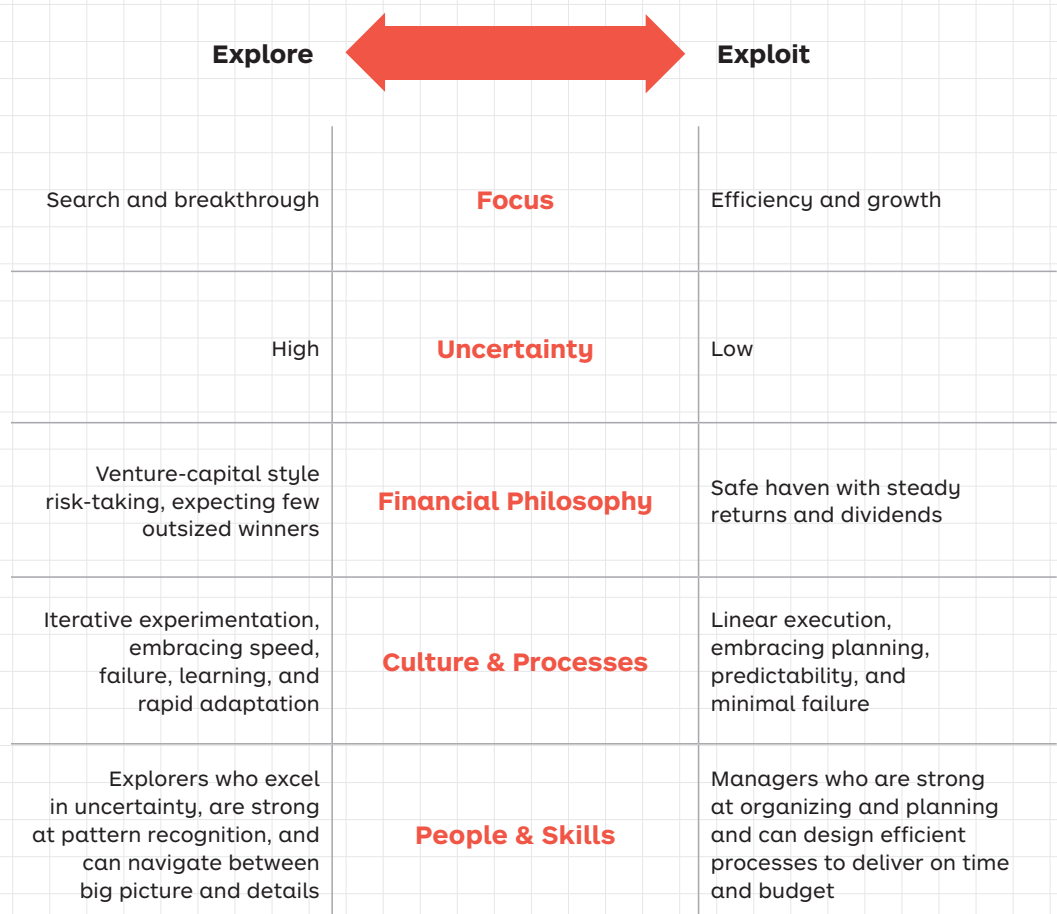 Explore
Exploit
Search and breakthrough
Focus
Efficiency and growth
High
Uncertainty
Low
Venture-capital style
risk-taking, expecting few
outsized winners
Financial Philosophy
Safe haven with steady
returns and dividends
Iterative experimentation,
embracing speed,
failure, learning, and
rapid adaptation
Culture & Processes
Linear execution,
embracing planning,
predictability, and
minimal failure
Explorers who excel
in uncertainty, are strong
at pattern recognition, and
can navigate between
big picture and details
People & Skills
Managers who are strong
at organizing and planning
and can design efficient
processes to deliver on time
and budget